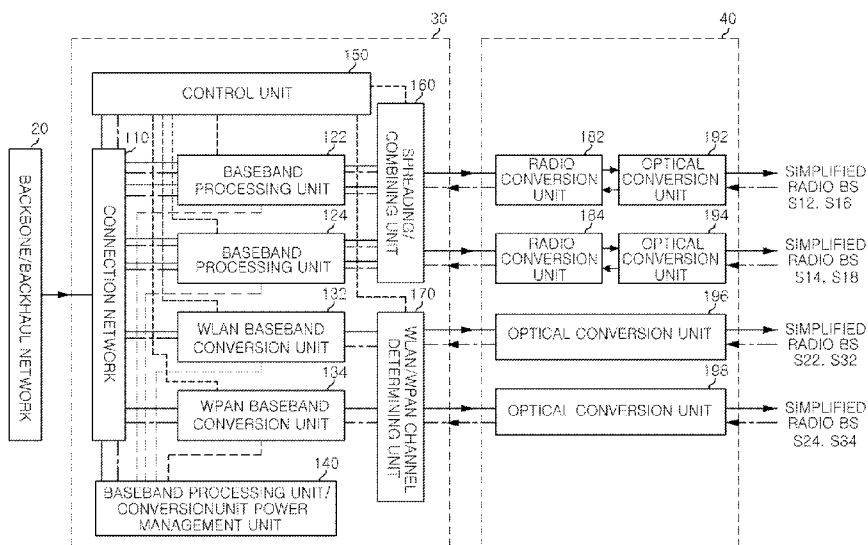 30
40
150
CONTROL UNIT
160
SPREADING/
COMBINING UNIT
20
BACKBONE/BACKHAUL NETWORK
110
CONNECTION NETWORK
122
BASEBAND
PROCESSING UNIT
182
RADIO
CONVERSION
UNIT
192
OPTICAL
CONVERSION
UNIT
SIMPLIFIED
RADIO BS
S12, S16
124
BASEBAND
PROCESSING UNIT
184
RADIO
CONVERSION
UNIT
194
OPTICAL
CONVERSION
UNIT
SIMPLIFIED
RADIO BS
S14, S18
132
WLAN BASEBAND
CONVERSION UNIT
170
WLAN/WPAN CHANNEL
DETERMINING UNIT
196
OPTICAL CONVERSION UNIT
SIMPLIFIED
RADIO BS
S22, S32
134
WPAN BASEBAND
CONVERSION UNIT
198
OPTICAL CONVERSION UNIT
SIMPLIFIED
RADIO BS
S24, S34
140
BASEBAND PROCESSING UNIT/
CONVERSIONUNIT POWER
MANAGEMENT UNIT